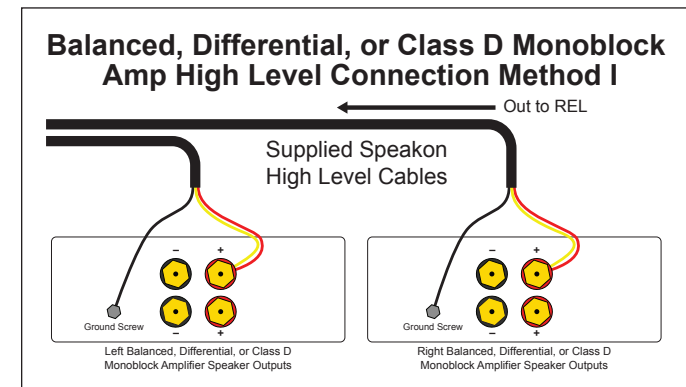 Balanced, Differential, or Class D Monoblock
Amp High Level Connection Method I
Out to REL
Supplied Speakon
High Level Cables
– +
– +
Ground Screw
– +
Left Balanced, Differential, or Class D
Monoblock Amplifier Speaker Outputs
Ground Screw
– +
Right Balanced, Differential, or Class D
Monoblock Amplifier Speaker Outputs